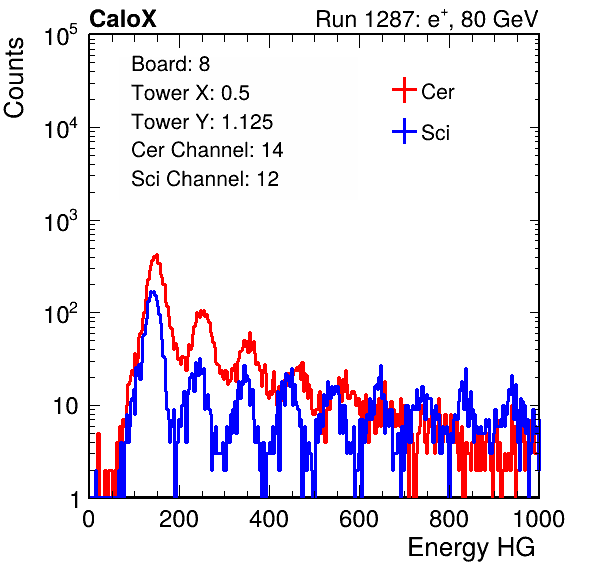 CaloX Run 1287: e⁺, 80 GeV
Counts
10⁵
10⁴
10³
10²
10
1
Board: 8
Tower X: 0.5
Tower Y: 1.125
Cer Channel: 14
Sci Channel: 12
Cer
Sci
0 200 400 600 800 1000
Energy HG